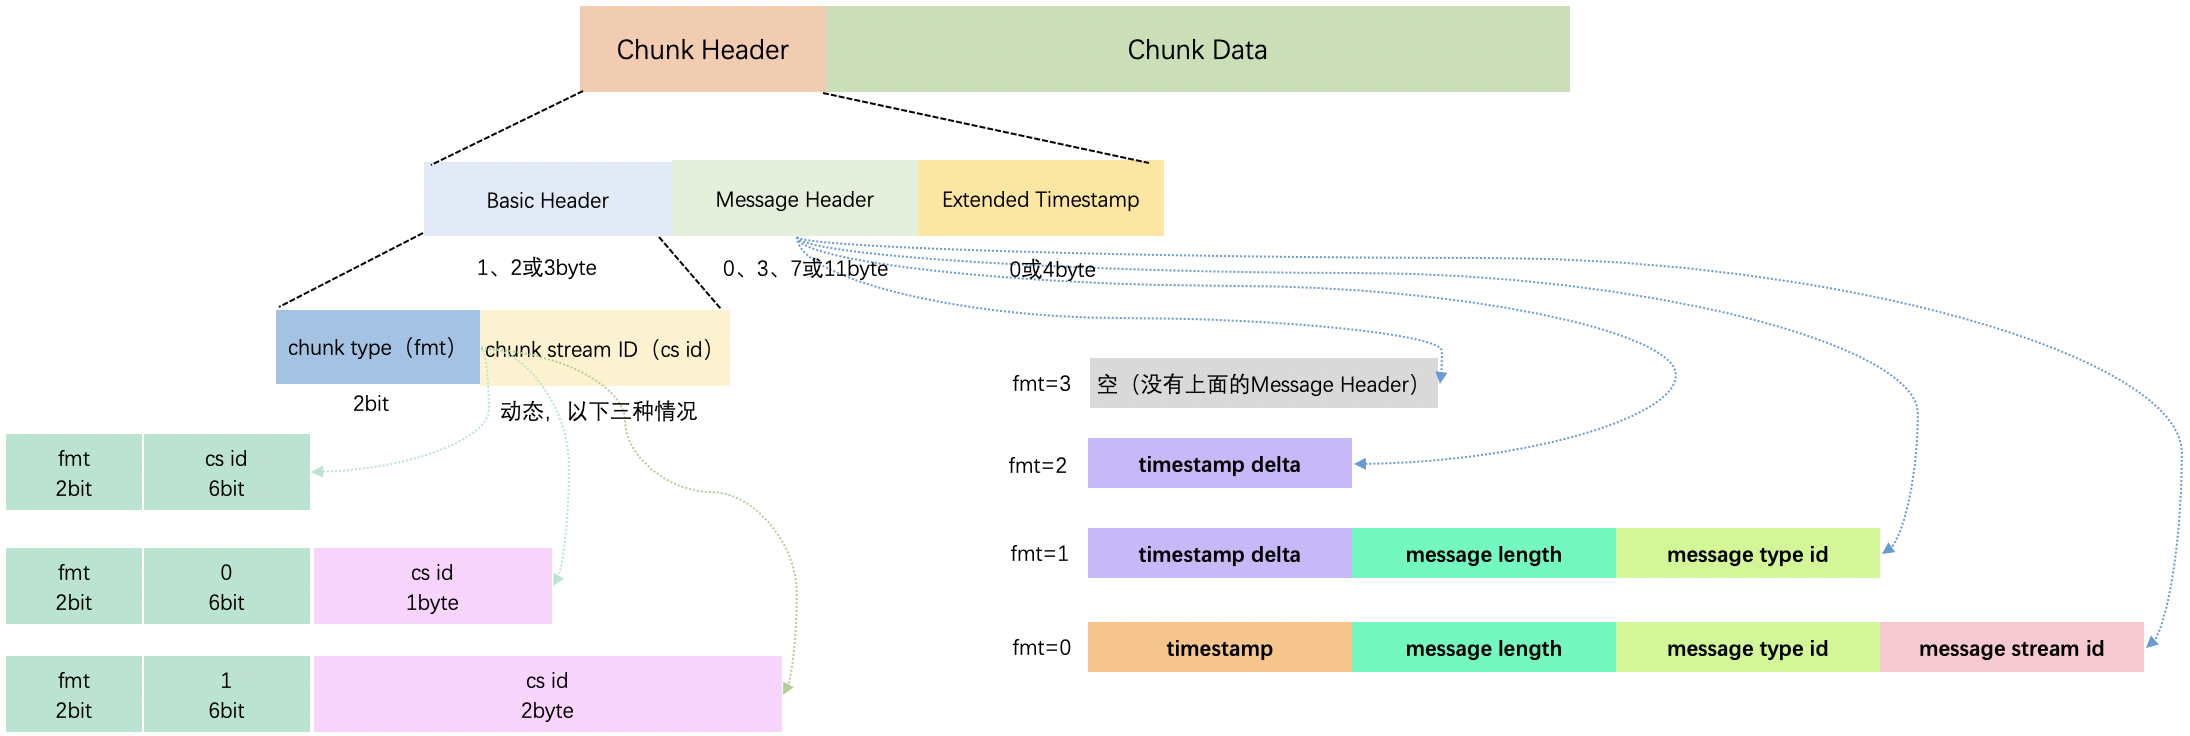 Chunk Header
Chunk Data
Basic Header
Message Header
Extended Timestamp
1、2或3byte
0、3、7或11byte
0或4byte
chunk type（fmt）
chunk stream ID（cs id）
2bit
动态，以下三种情况
fmt
2bit
cs id
6bit
fmt
2bit
0
6bit
cs id
1byte
fmt
2bit
1
6bit
cs id
2byte
fmt=3
空（没有上面的Message Header）
fmt=2
timestamp delta
fmt=1
timestamp delta
message length
message type id
fmt=0
timestamp
message length
message type id
message stream id